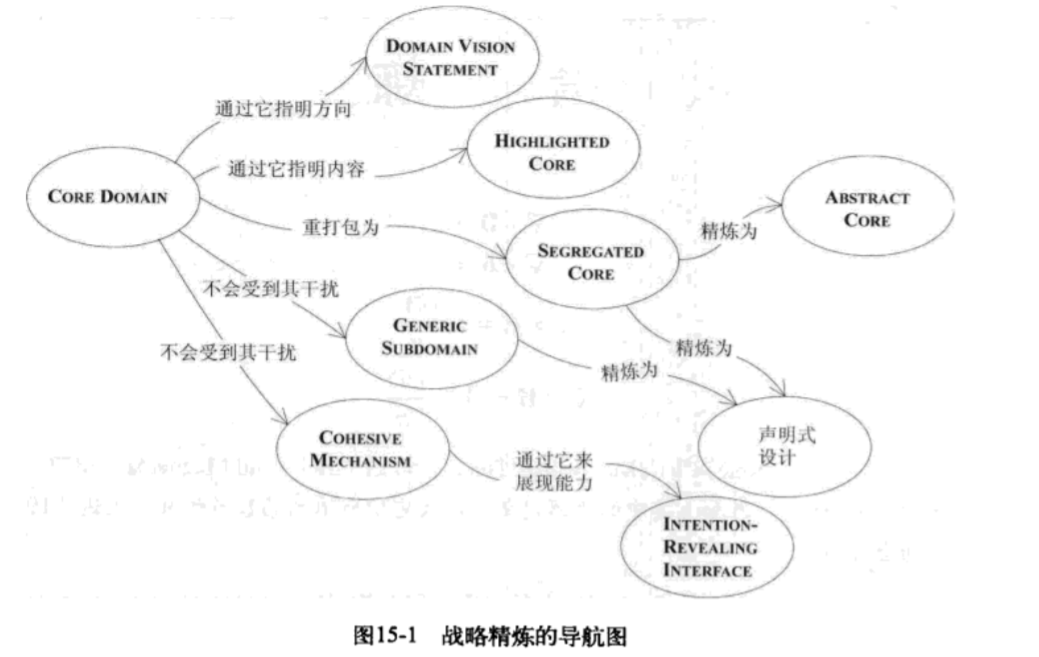 DOMAIN VISION
STATEMENT
通过它指明方向
HIGHLIGHTED
CORE
通过它指明内容
CORE DOMAIN
ABSTRACT
CORE
重打包为
SEGREGATED
CORE
精炼为
不会受到其干扰
GENERIC
SUBDOMAIN
精炼为
不会受到其干扰
精炼为
COHESIVE
MECHANISM
声明式
设计
通过它来
展现能力
INTENTION-
REVEALING
INTERFACE
图15-1 战略精炼的导航图